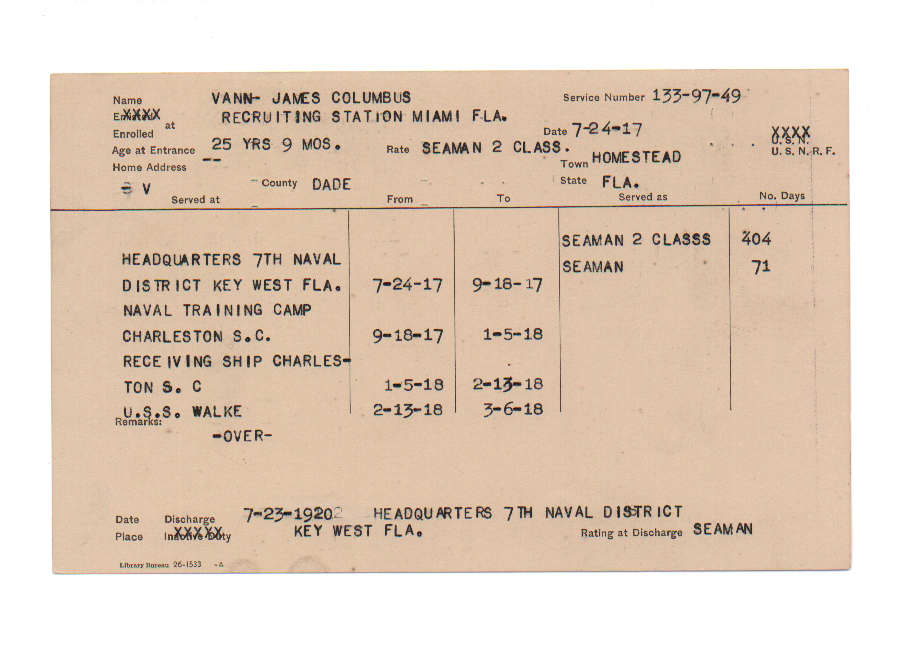 Name VANN- JAMES COLUMBUS Service Number 133-97-49
Enlisted XXXX at RECRUITING STATION MIAMI FLA.
Enrolled Date 7-24-17 XXXX U. S. N.
Age at Entrance 25 YRS 9 MOS. Rate SEAMAN 2 CLASS. U. S. N. R. F.
Home Address -- Town HOMESTEAD
V County DADE State FLA.
Served at From To Served as No. Days
SEAMAN 2 CLASSS 404
HEADQUARTERS 7TH NAVAL SEAMAN 71
DISTRICT KEY WEST FLA. 7-24-17 9-18-17
NAVAL TRAINING CAMP
CHARLESTON S.C. 9-18-17 1-5-18
RECEIVING SHIP CHARLES-
TON S. C 1-5-18 2-13-18
U.S.S. WALKE 2-13-18 3-6-18
Remarks:
-OVER-
Date Discharge 7-23-1920 HEADQUARTERS 7TH NAVAL DISTRICT
Place Inactive Duty XXXXX KEY WEST FLA. Rating at Discharge SEAMAN
Library Bureau 26-1533 -A